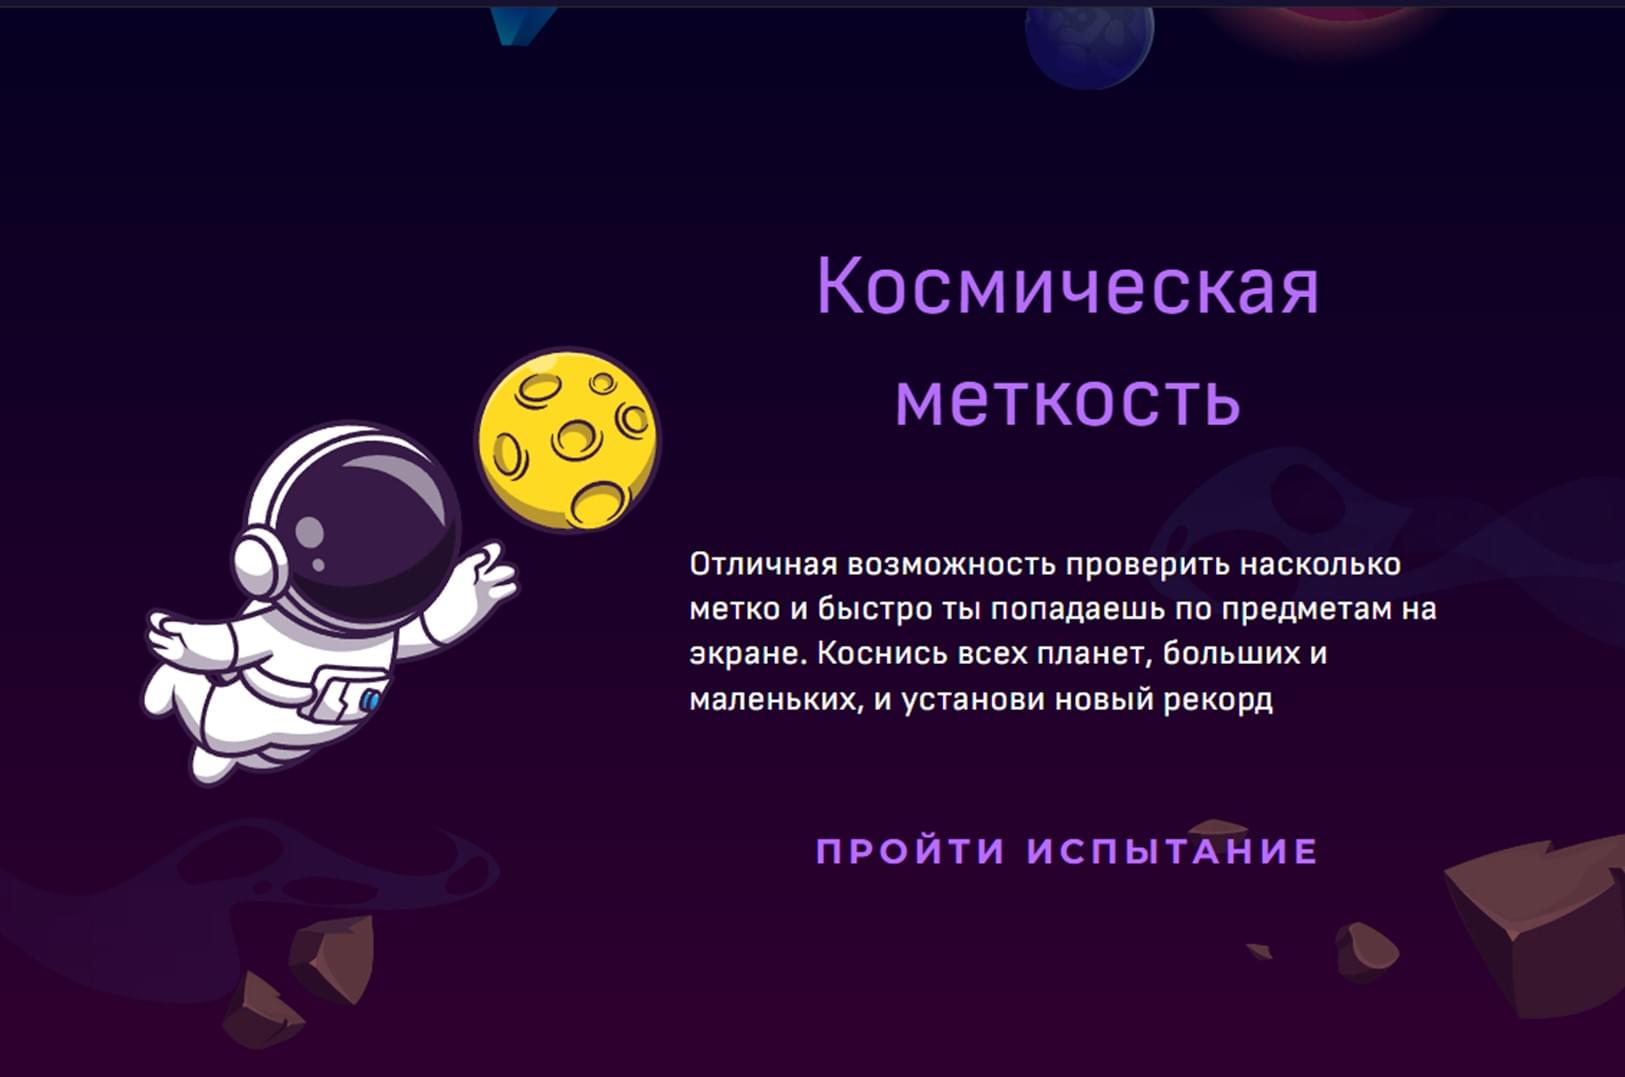 Космическая
меткость
Отличная возможность проверить насколько
метко и быстро ты попадаешь по предметам на
экране. Коснись всех планет, больших и
маленьких, и установи новый рекорд
ПРОЙТИ ИСПЫТАНИЕ